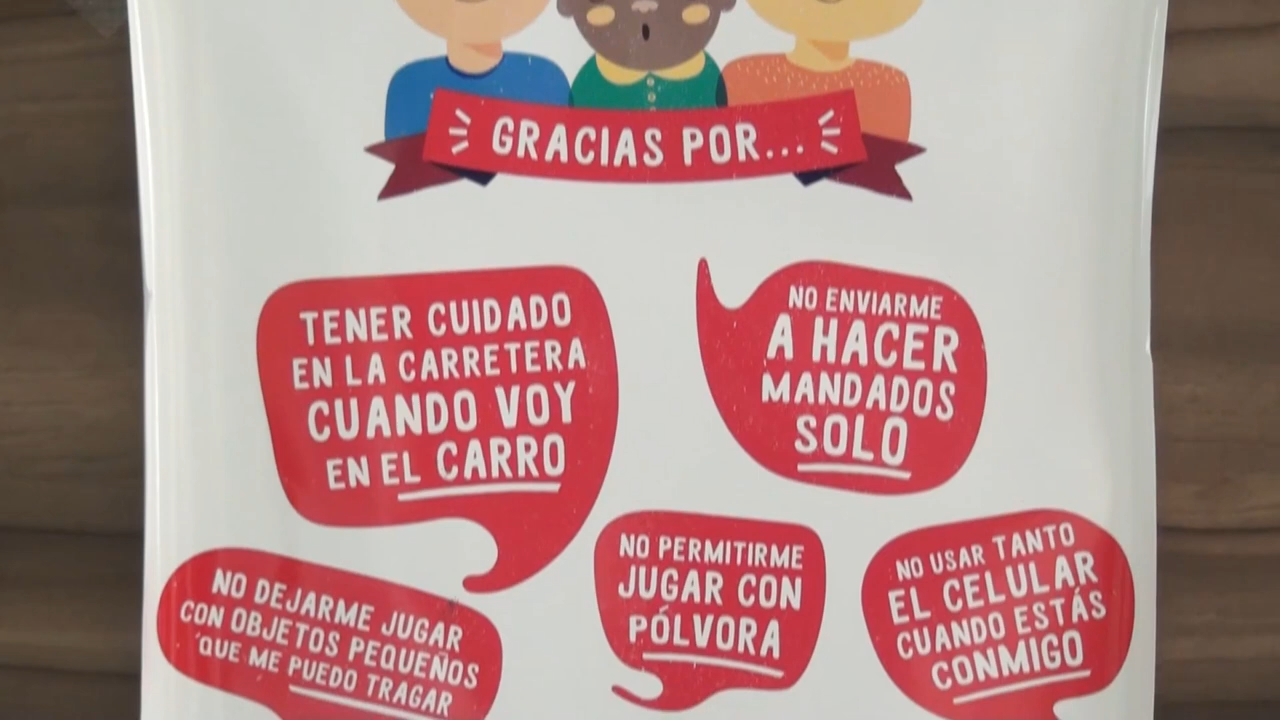 GRACIAS POR...
TENER CUIDADO
EN LA CARRETERA
CUANDO VOY
EN EL CARRO
NO ENVIARME
A HACER
MANDADOS
SOLO
NO DEJARME JUGAR
CON OBJETOS PEQUEÑOS
QUE ME PUEDO TRAGAR
NO PERMITIRME
JUGAR CON
PÓLVORA
NO USAR TANTO
EL CELULAR
CUANDO ESTÁS
CONMIGO